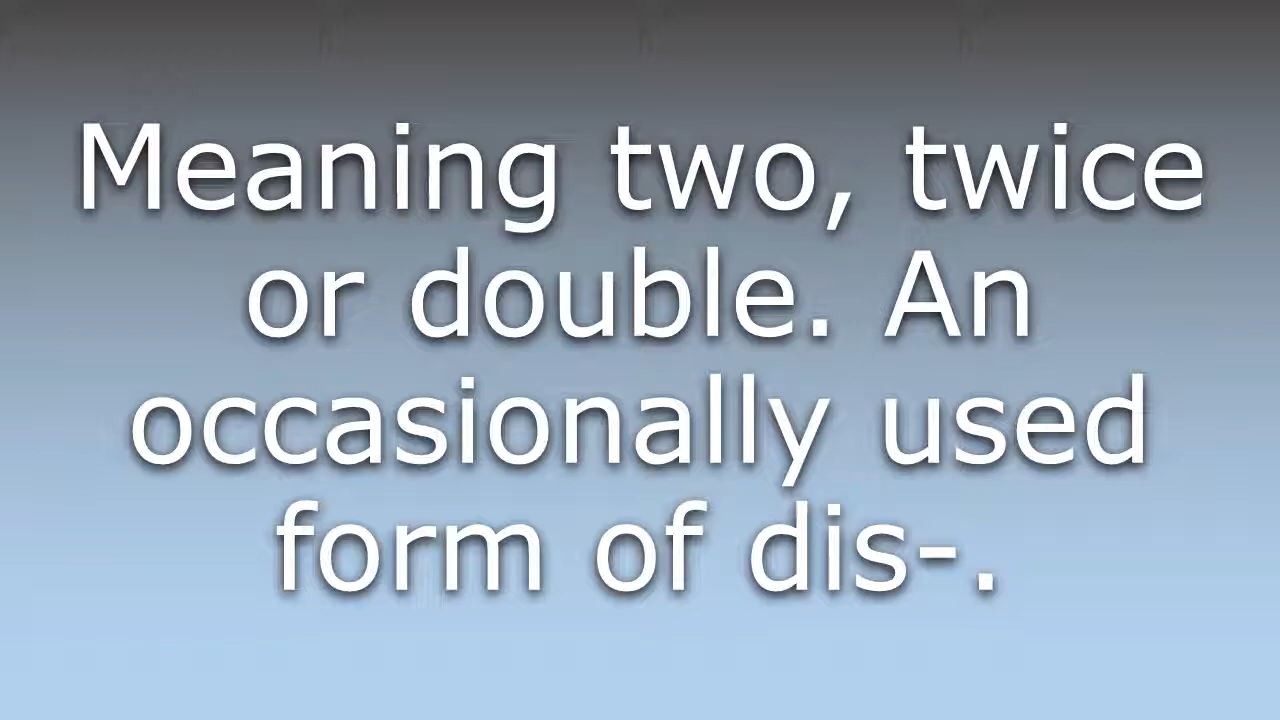 Meaning two, twice
or double. An
occasionally used
form of dis-.